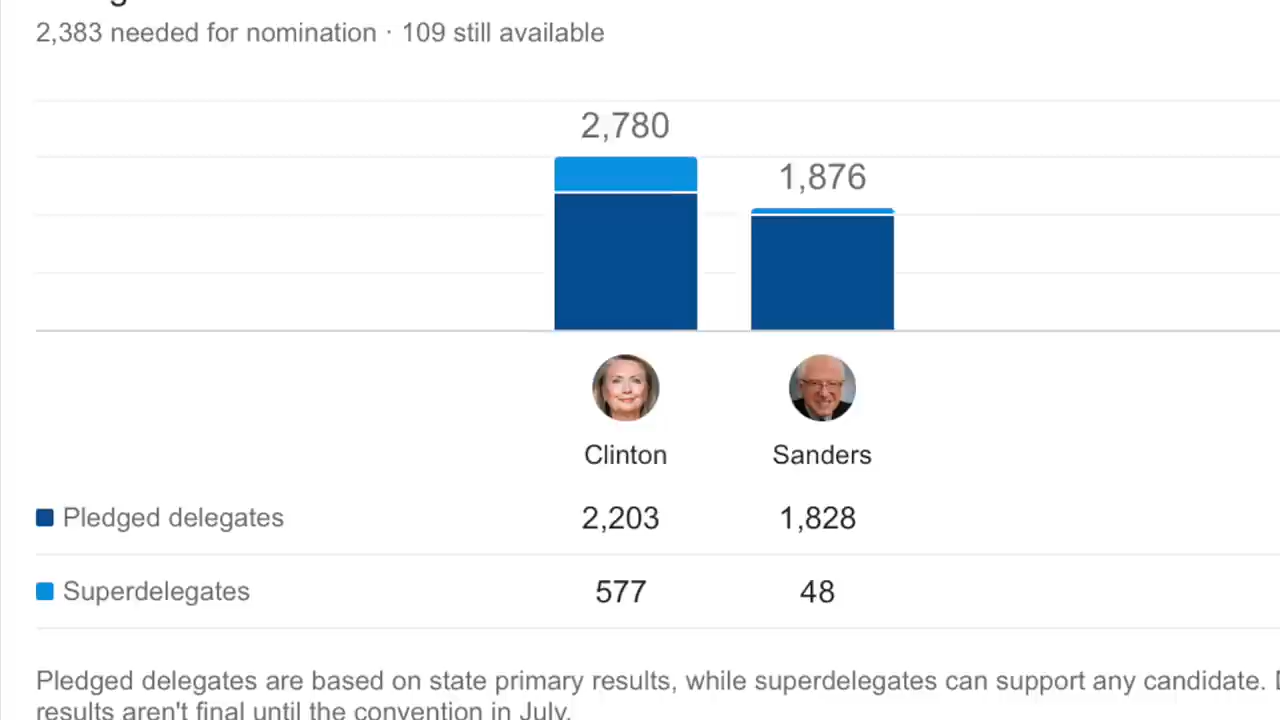 2,383 needed for nomination · 109 still available
2,780
1,876
Clinton Sanders
Pledged delegates 2,203 1,828
Superdelegates 577 48
Pledged delegates are based on state primary results, while superdelegates can support any candidate.
results aren't final until the convention in July.